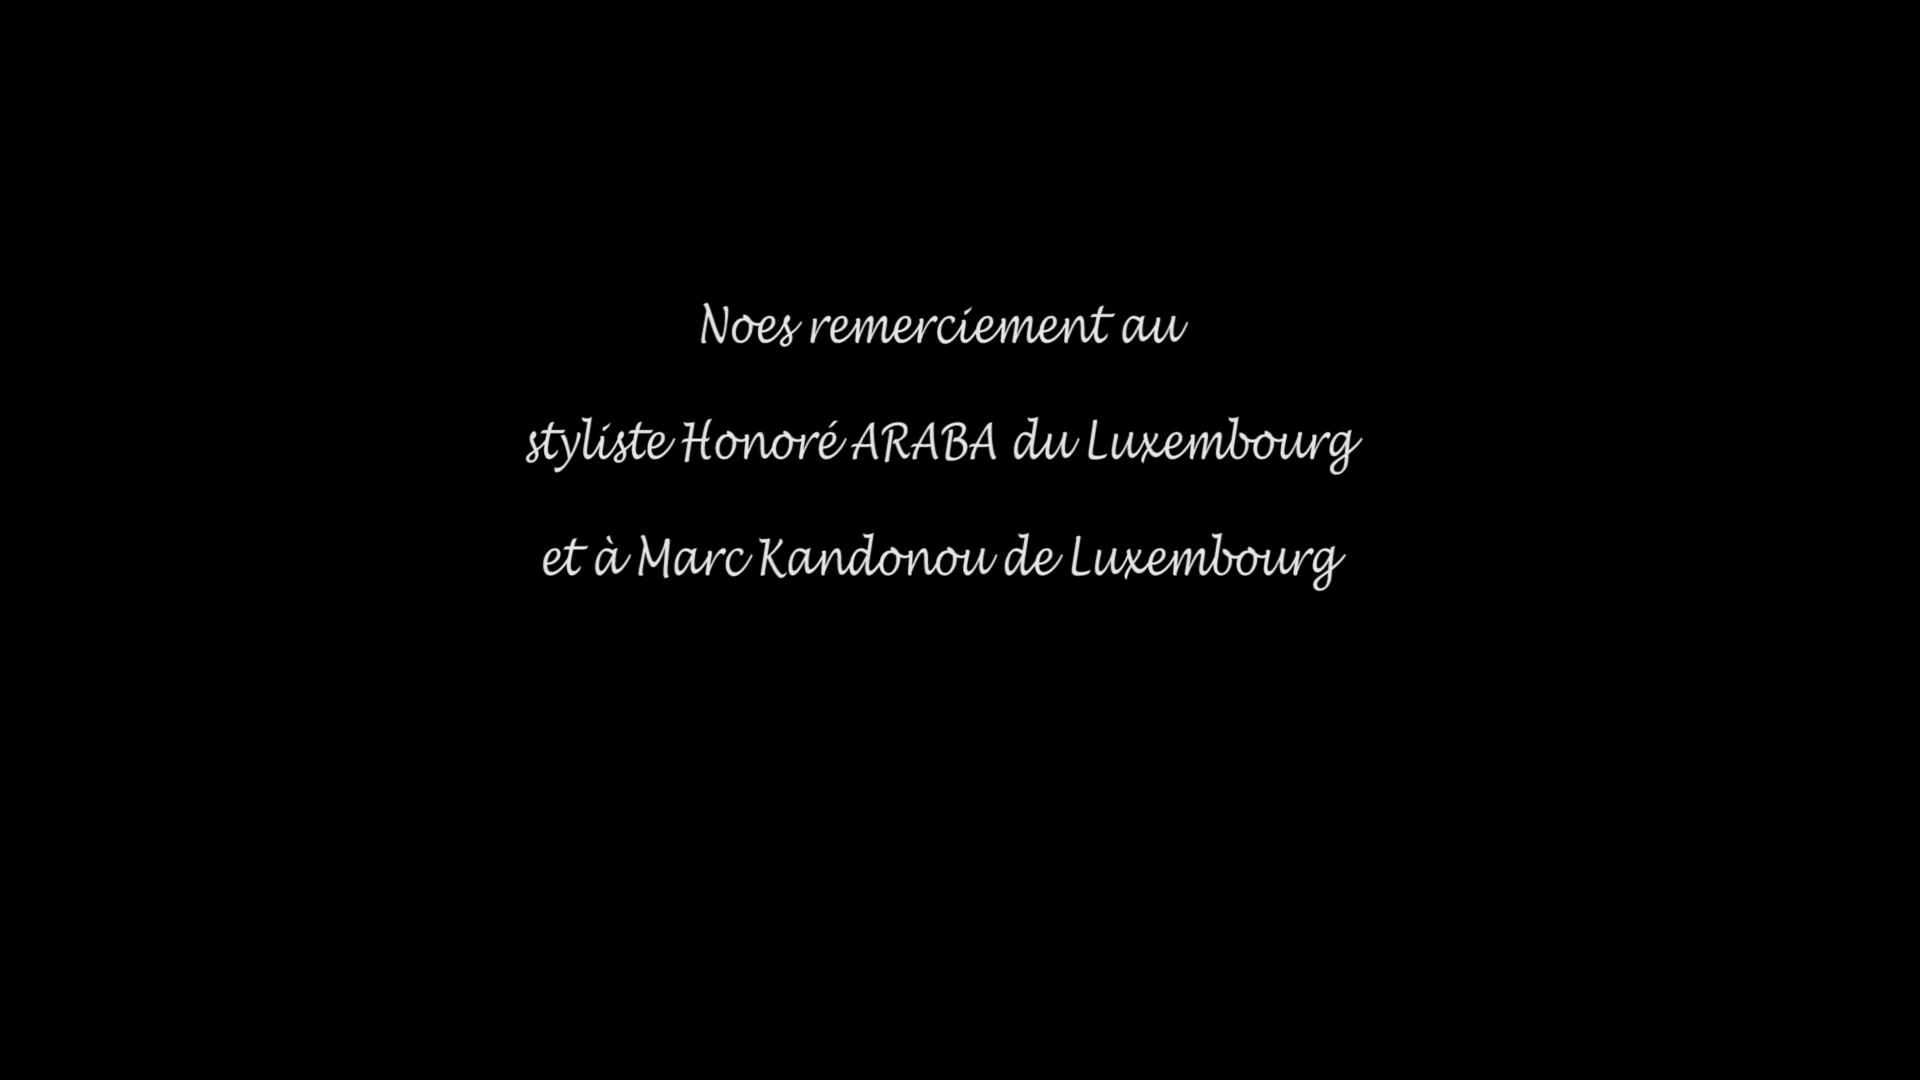 Noes remerciement au
styliste Honoré ARABA du Luxembourg
et à Marc Kandonou de Luxembourg